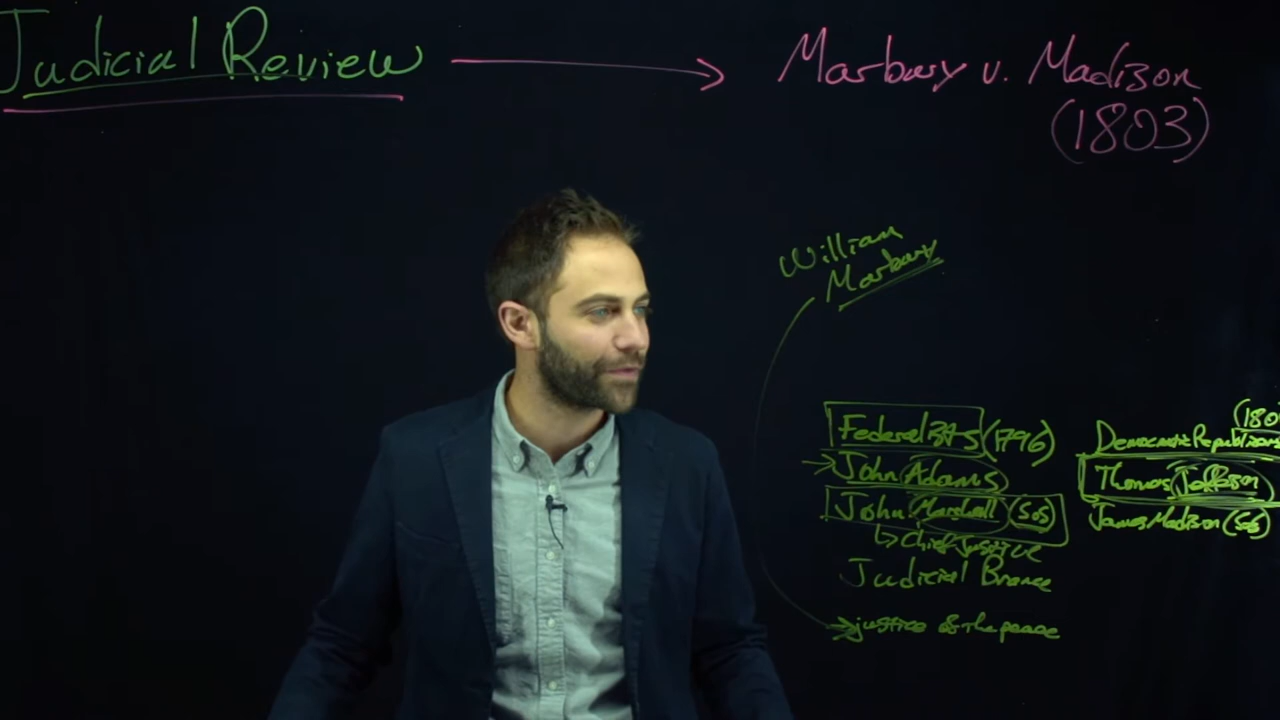 Judicial Review → Marbury v. Madison
(1803)
William
Marbury
Federalists (1796)
→ John Adams
John Marshall (SoS)
↳ Chief Justice
Judicial Branch
→ justice of the peace
(180
Democratic Republicans
Thomas Jefferson
James Madison (SoS)